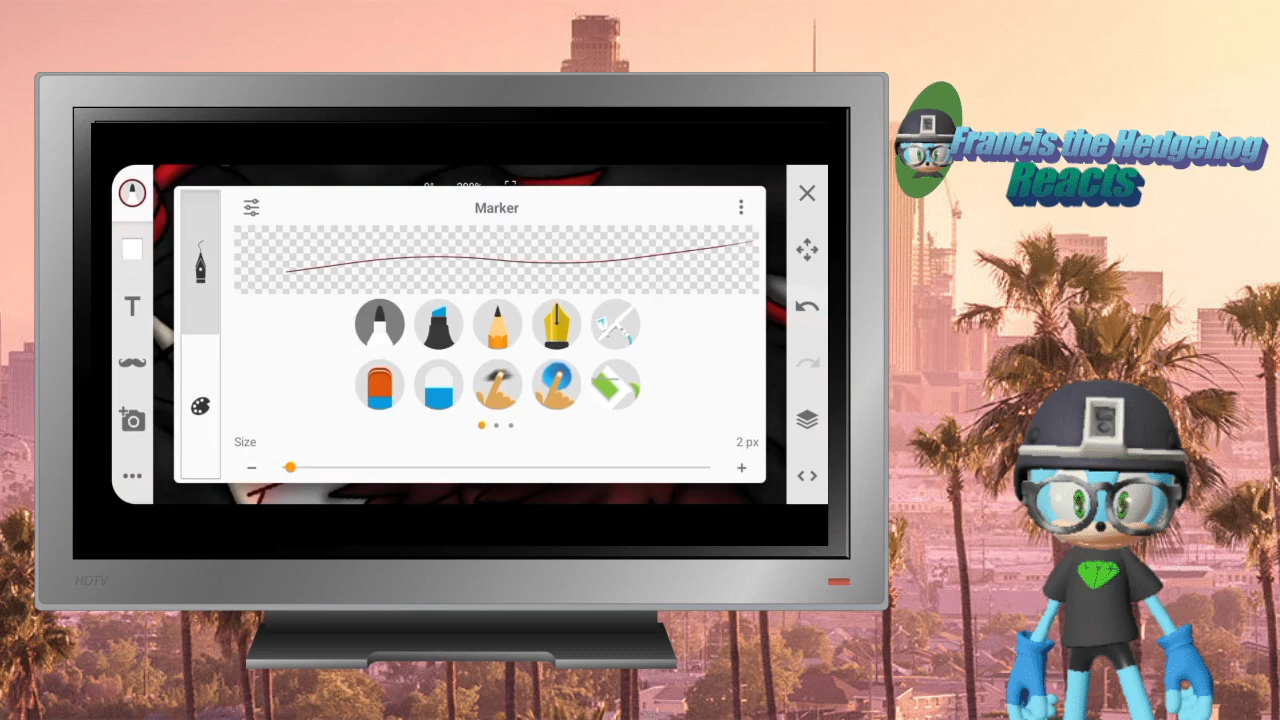 Francis the Hedgehog
Reacts
Marker
T
Size
2 px
HDTV